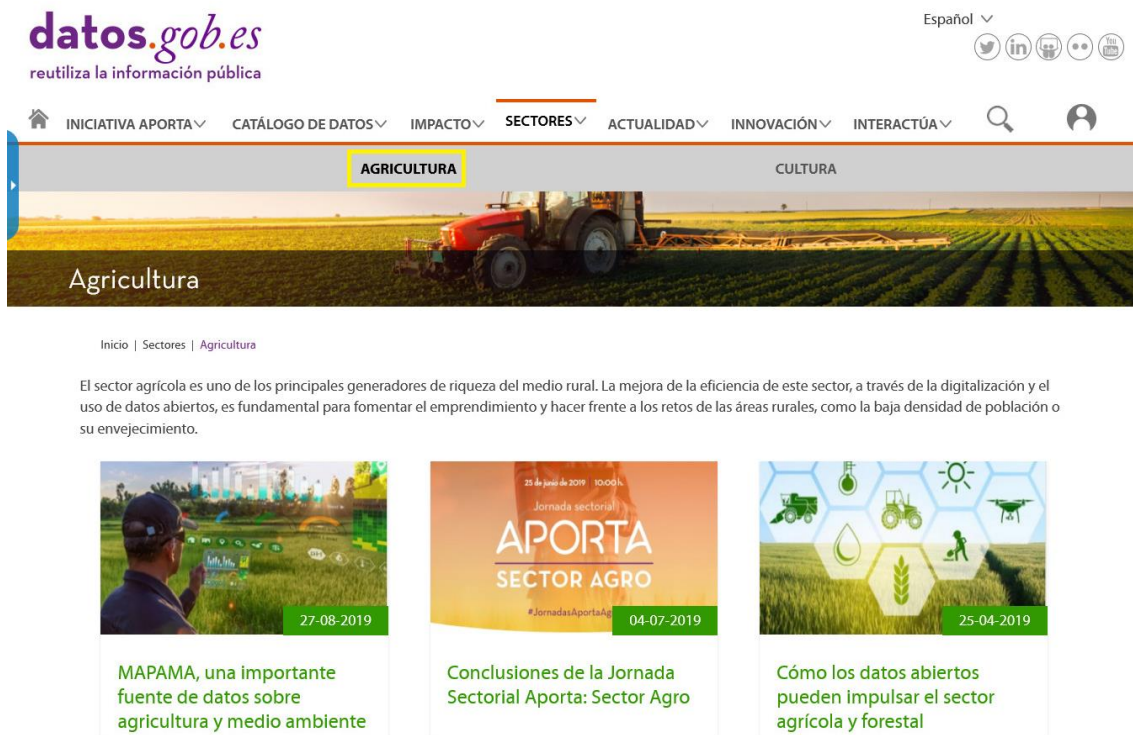 datos.gob.es
reutiliza la información pública
Español
You
Tube
INICIATIVA APORTA
CATÁLOGO DE DATOS
IMPACTO
SECTORES
ACTUALIDAD
INNOVACIÓN
INTERACTÚA
AGRICULTURA
CULTURA
Agricultura
Inicio | Sectores | Agricultura
El sector agrícola es uno de los principales generadores de riqueza del medio rural. La mejora de la eficiencia de este sector, a través de la digitalización y el
uso de datos abiertos, es fundamental para fomentar el emprendimiento y hacer frente a los retos de las áreas rurales, como la baja densidad de población o
su envejecimiento.
27-08-2019
MAPAMA, una importante
fuente de datos sobre
agricultura y medio ambiente
25 de junio de 2019 | 10:00 h.
Jornada sectorial
APORTA
SECTOR AGRO
04-07-2019
Conclusiones de la Jornada
Sectorial Aporta: Sector Agro
25-04-2019
Cómo los datos abiertos
pueden impulsar el sector
agrícola y forestal